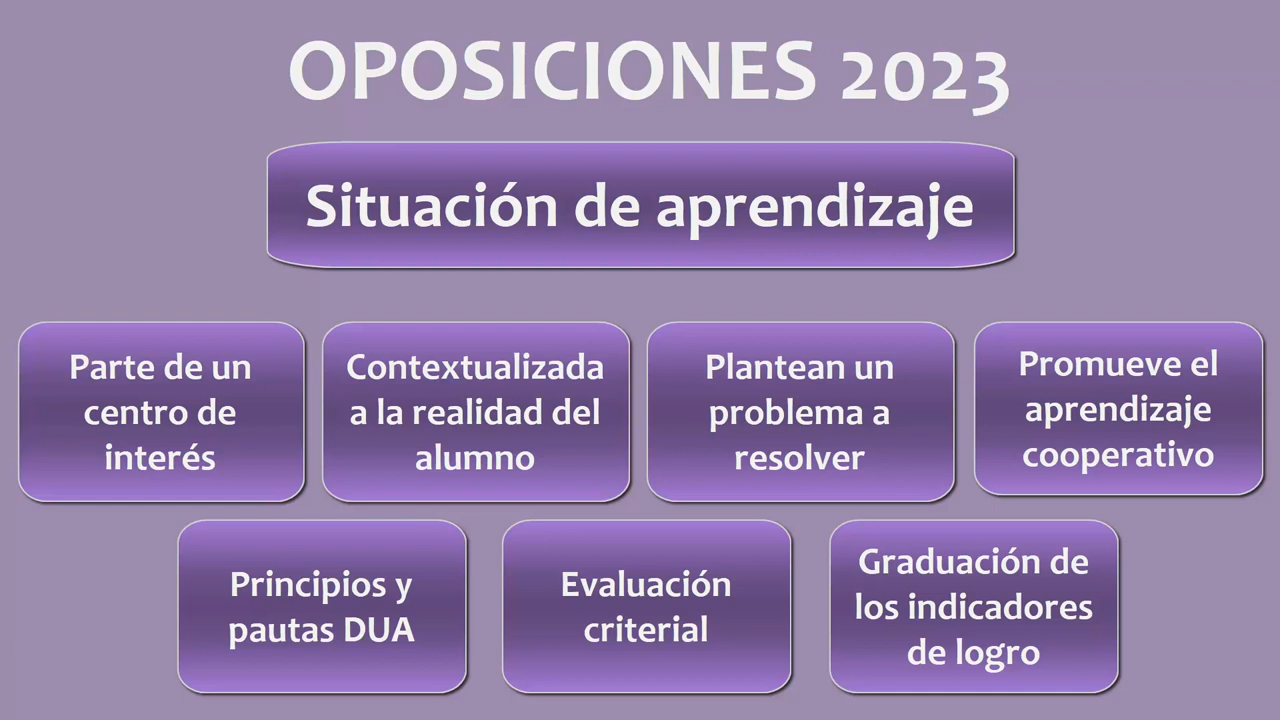 OPOSICIONES 2023
Situación de aprendizaje
Parte de un
centro de
interés
Contextualizada
a la realidad del
alumno
Plantean un
problema a
resolver
Promueve el
aprendizaje
cooperativo
Principios y
pautas DUA
Evaluación
criterial
Graduación de
los indicadores
de logro